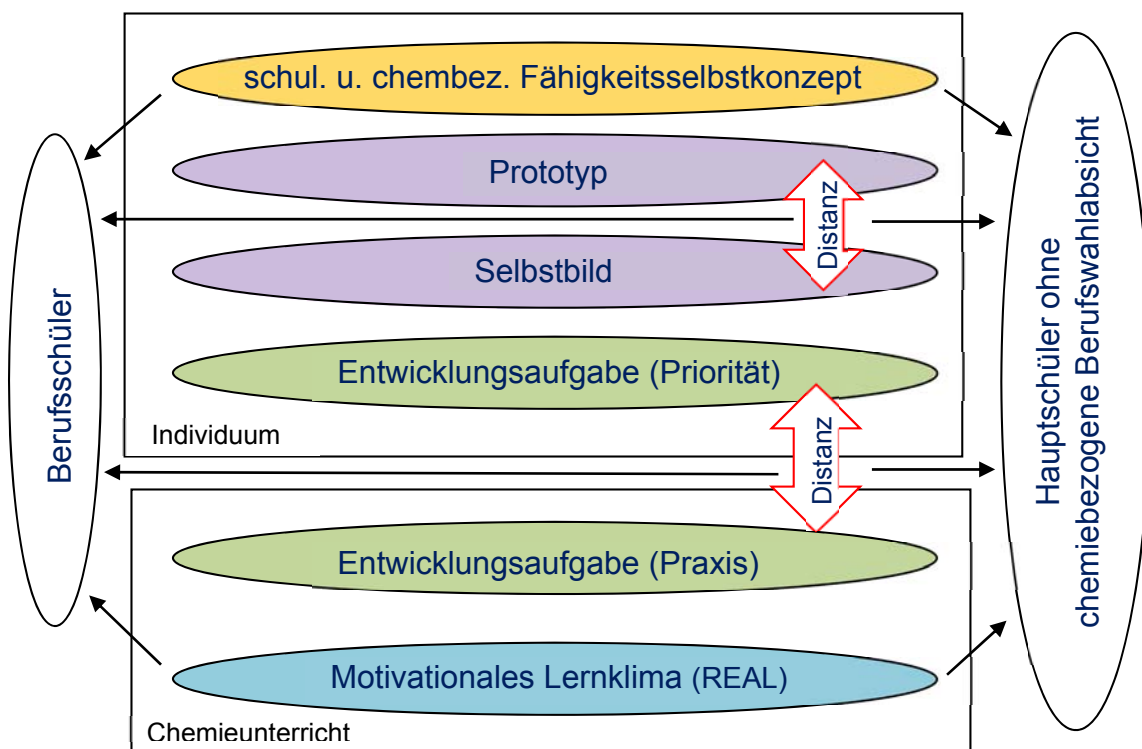 schul. u. chembez. Fähigkeitsselbstkonzept
Prototyp
Distanz
Selbstbild
Entwicklungsaufgabe (Priorität)
Individuum
Distanz
Entwicklungsaufgabe (Praxis)
Motivationales Lernklima (REAL)
Chemieunterricht
Berufsschüler
Hauptschüler ohne
chemiebezogene Berufswahlabsicht